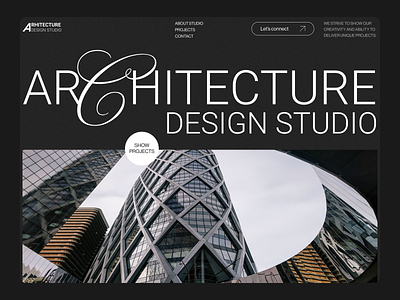 ARHITECTURE
DESIGN STUDIO
ABOUT STUDIO
PROJECTS
CONTACT
Let's connect
WE STRIVE TO SHOW OUR
CREATIVITY AND ABILITY TO
DELIVER UNIQUE PROJECTS
ARCHITECTURE
DESIGN STUDIO
SHOW
PROJECTS